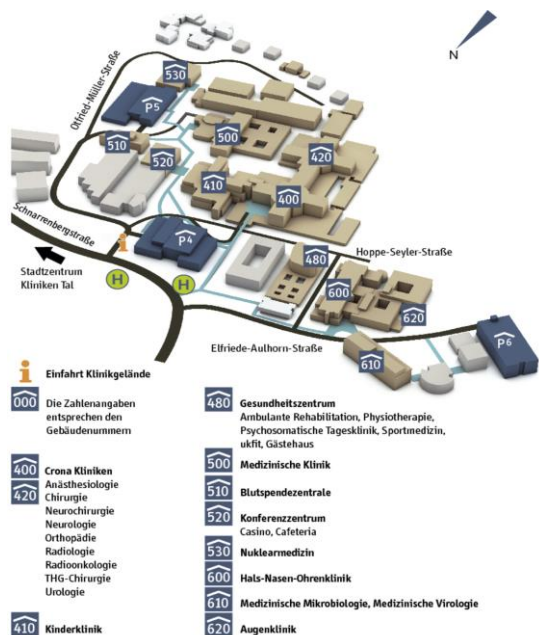 N
530
P5
Otfried-Müller-Straße
510
500
520
420
410
400
Schnarrenbergstraße
i
P4
480
Hoppe-Seyler-Straße
Stadtzentrum
Kliniken Tal
H
H
600
620
Elfriede-Aulhorn-Straße
610
P6
i Einfahrt Klinikgelände
000 Die Zahlenangaben
entsprechen den
Gebäudenummern
400 Crona Kliniken
420 Anästhesiologie
Chirurgie
Neurochirurgie
Neurologie
Orthopädie
Radiologie
Radioonkologie
THG-Chirurgie
Urologie
410 Kinderklinik
480 Gesundheitszentrum
Ambulante Rehabilitation, Physiotherapie,
Psychosomatische Tagesklinik, Sportmedizin,
ukfit, Gästehaus
500 Medizinische Klinik
510 Blutspendezentrale
520 Konferenzzentrum
Casino, Cafeteria
530 Nuklearmedizin
600 Hals-Nasen-Ohrenklinik
610 Medizinische Mikrobiologie, Medizinische Virologie
620 Augenklinik